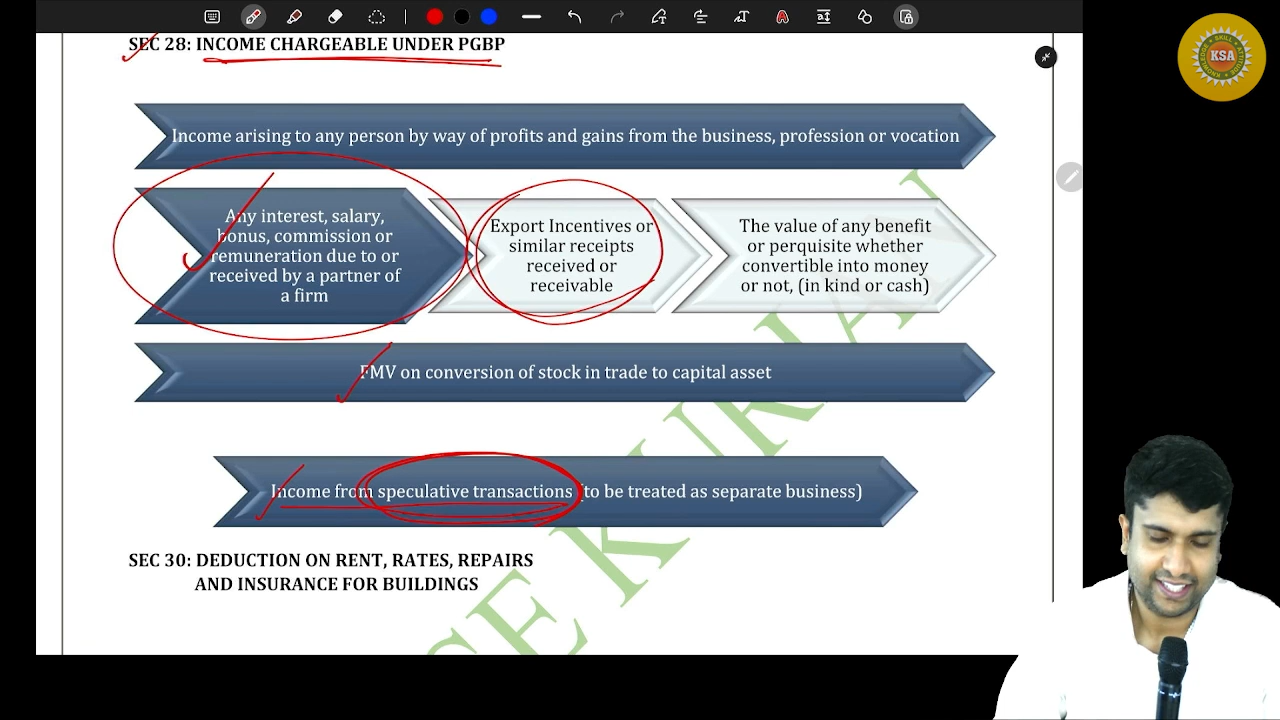 SEC 28: INCOME CHARGEABLE UNDER PGBP
KSA
Income arising to any person by way of profits and gains from the business, profession or vocation
Any interest, salary,
bonus, commission or
remuneration due to or
received by a partner of
a firm
Export Incentives or
similar receipts
received or
receivable
The value of any benefit
or perquisite whether
convertible into money
or not, (in kind or cash)
FMV on conversion of stock in trade to capital asset
Income from speculative transactions (to be treated as separate business)
SEC 30: DEDUCTION ON RENT, RATES, REPAIRS
AND INSURANCE FOR BUILDINGS